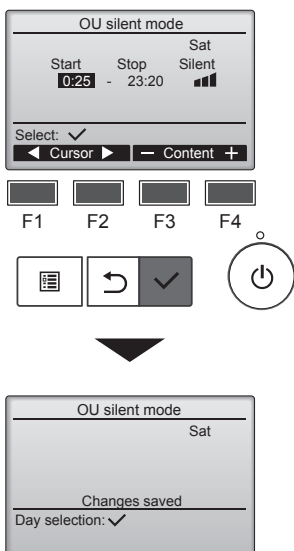 OU silent mode
Sat
Start Stop Silent
0:25 - 23:20
Select: ✓
◀ Cursor ▶ − Content +
F1 F2 F3 F4
OU silent mode
Sat
Changes saved
Day selection: ✓